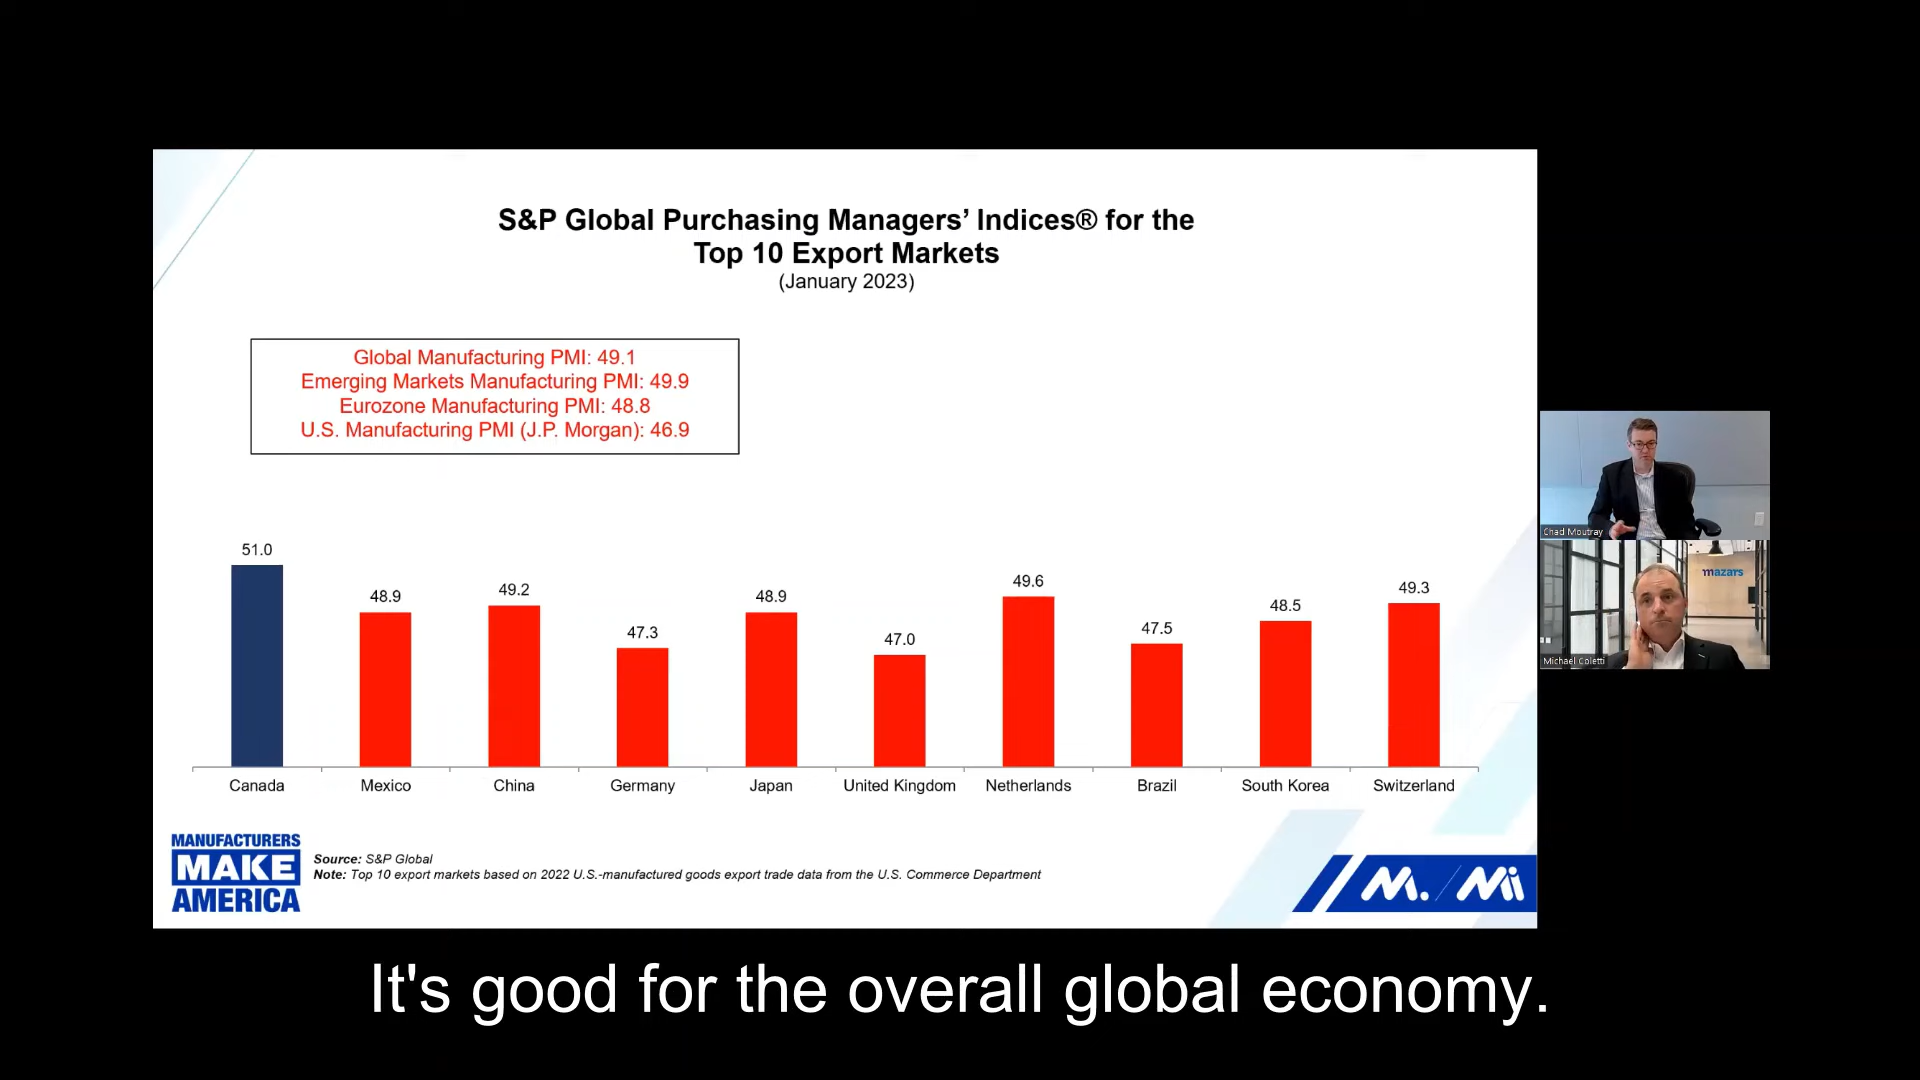 S&P Global Purchasing Managers’ Indices® for the
Top 10 Export Markets
(January 2023)
Global Manufacturing PMI: 49.1
Emerging Markets Manufacturing PMI: 49.9
Eurozone Manufacturing PMI: 48.8
U.S. Manufacturing PMI (J.P. Morgan): 46.9
51.0 48.9 49.2 47.3 48.9 47.0 49.6 47.5 48.5 49.3
Canada Mexico China Germany Japan United Kingdom Netherlands Brazil South Korea Switzerland
MANUFACTURERS
MAKE
AMERICA
Source: S&P Global
Note: Top 10 export markets based on 2022 U.S.-manufactured goods export trade data from the U.S. Commerce Department
M. / Mi
Chad Moutray
mazars
Michael Coletti
It's good for the overall global economy.